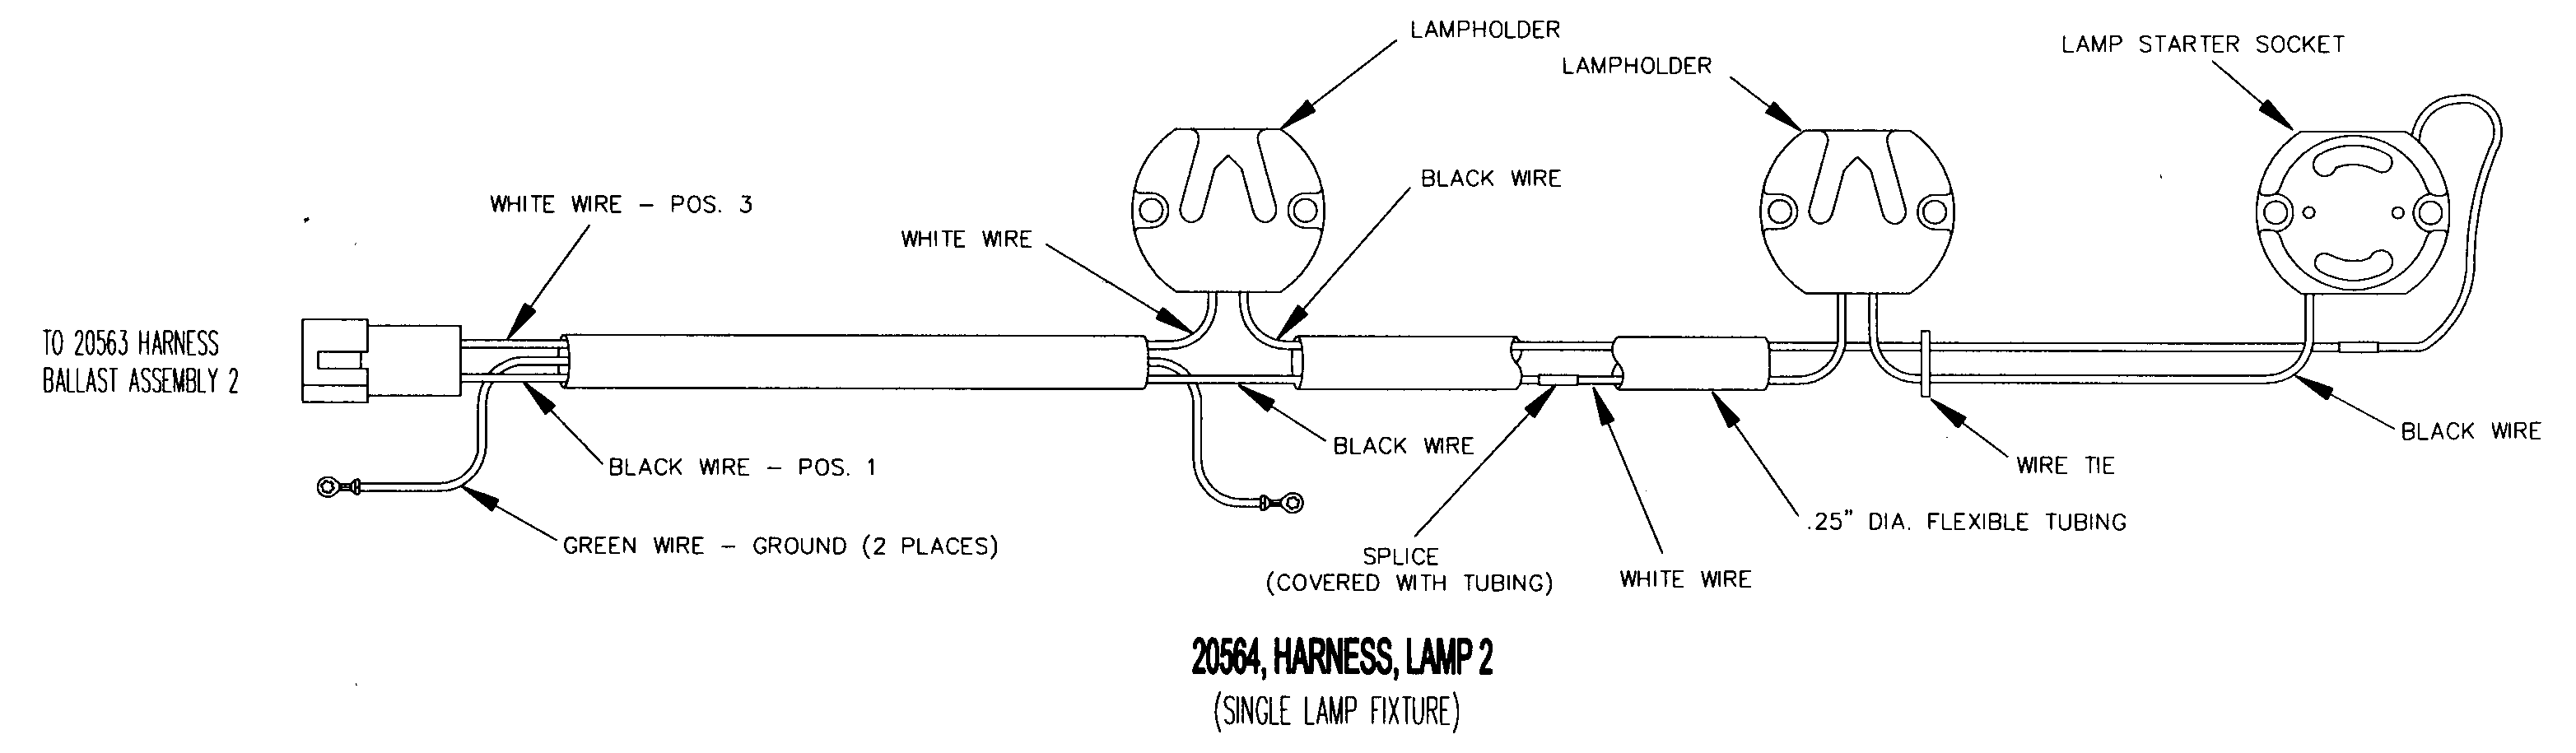 LAMPHOLDER
LAMPHOLDER
LAMP STARTER SOCKET
WHITE WIRE – POS. 3
WHITE WIRE
BLACK WIRE
TO 20563 HARNESS
BALLAST ASSEMBLY 2
BLACK WIRE – POS. 1
BLACK WIRE
BLACK WIRE
WIRE TIE
GREEN WIRE – GROUND (2 PLACES)
.25" DIA. FLEXIBLE TUBING
SPLICE
(COVERED WITH TUBING)
WHITE WIRE
20564, HARNESS, LAMP 2
(SINGLE LAMP FIXTURE)